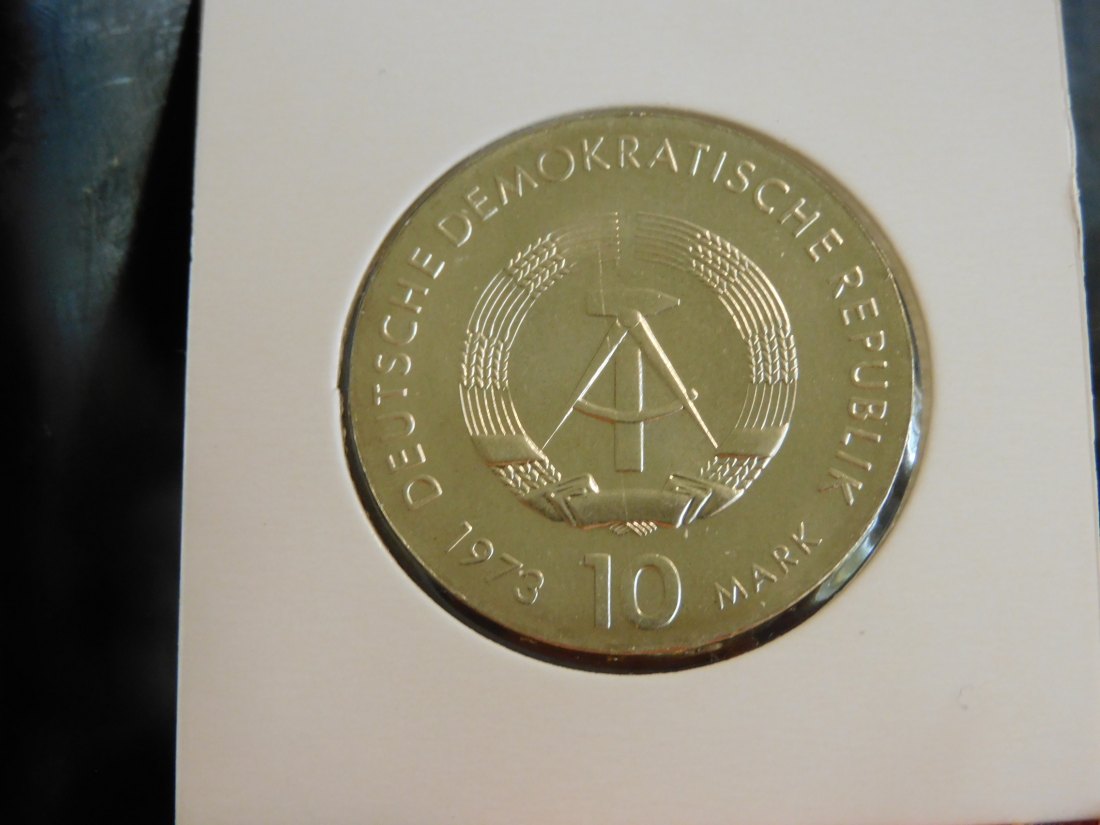 DEUTSCHE DEMOKRATISCHE REPUBLIK
1973 10 MARK